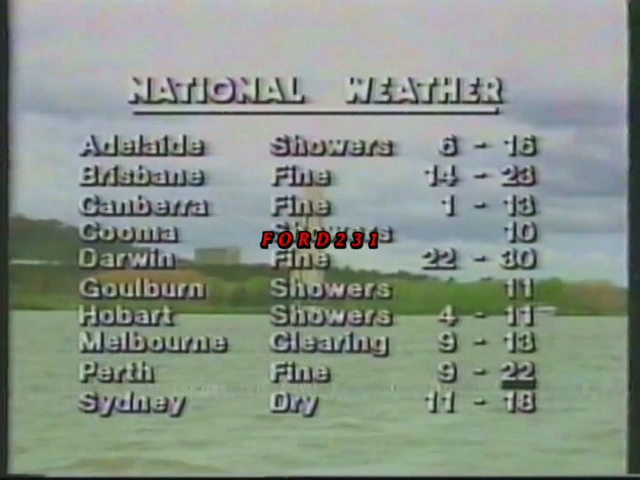 NATIONAL WEATHER
Adelaide Showers 6 - 16
Brisbane Fine 14 - 23
Canberra Fine 1 - 13
Cooma Showers 10
FORD231
Darwin Fine 22 - 30
Goulburn Showers 11
Hobart Showers 4 - 11
Melbourne Clearing 9 - 13
Perth Fine 9 - 22
Sydney Dry 11 - 18